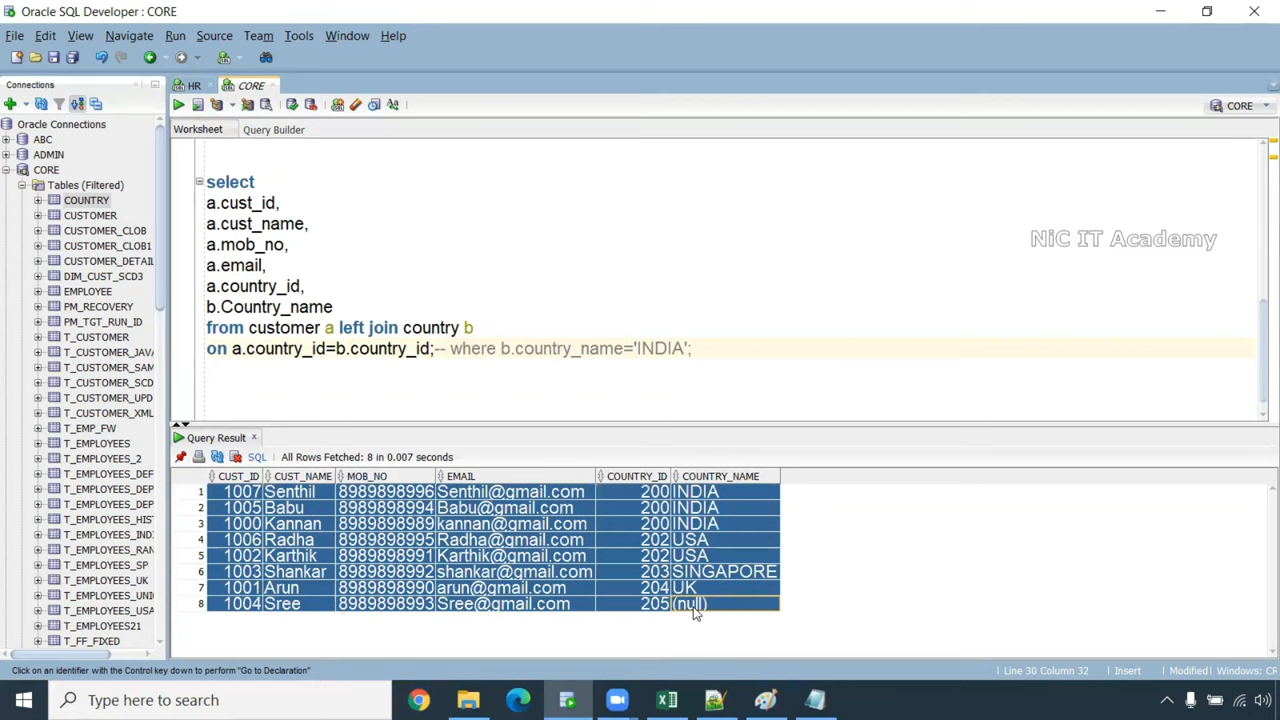 Oracle SQL Developer : CORE
File Edit View Navigate Run Source Team Tools Window Help
Connections
HR CORE
CORE
Worksheet Query Builder
Oracle Connections
ABC
ADMIN
CORE
Tables (Filtered)
COUNTRY
CUSTOMER
CUSTOMER_CLOB
CUSTOMER_CLOB1
CUSTOMER_DETAIL
DIM_CUST_SCD3
EMPLOYEE
PM_RECOVERY
PM_TGT_RUN_ID
T_CUSTOMER
T_CUSTOMER_JAVA
T_CUSTOMER_SAM
T_CUSTOMER_SCD
T_CUSTOMER_UPD
T_CUSTOMER_XML
T_EMP_FW
T_EMPLOYEES
T_EMPLOYEES_2
T_EMPLOYEES_DEF
T_EMPLOYEES_DEF
T_EMPLOYEES_DEP
T_EMPLOYEES_DEP
T_EMPLOYEES_HIST
T_EMPLOYEES_IND
T_EMPLOYEES_RAN
T_EMPLOYEES_SP
T_EMPLOYEES_UK
T_EMPLOYEES_UNI
T_EMPLOYEES_USA
T_EMPLOYEES21
T_FF_FIXED
select
a.cust_id,
a.cust_name,
a.mob_no,
a.email,
a.country_id,
b.Country_name
from customer a left join country b
on a.country_id=b.country_id;-- where b.country_name='INDIA';
NiC IT Academy
Query Result
SQL All Rows Fetched: 8 in 0.007 seconds
CUST_ID CUST_NAME MOB_NO EMAIL COUNTRY_ID COUNTRY_NAME
1 1007 Senthil 8989898996 Senthil@gmail.com 200 INDIA
2 1005 Babu 8989898994 Babu@gmail.com 200 INDIA
3 1000 Kannan 8989898989 kannan@gmail.com 200 INDIA
4 1006 Radha 8989898995 Radha@gmail.com 202 USA
5 1002 Karthik 8989898991 Karthik@gmail.com 202 USA
6 1003 Shankar 8989898992 shankar@gmail.com 203 SINGAPORE
7 1001 Arun 8989898990 arun@gmail.com 204 UK
8 1004 Sree 8989898993 Sree@gmail.com 205 (null)
Click on an identifier with the Control key down to perform "Go to Declaration"
Line 30 Column 32 Insert Modified Windows: CR
Type here to search